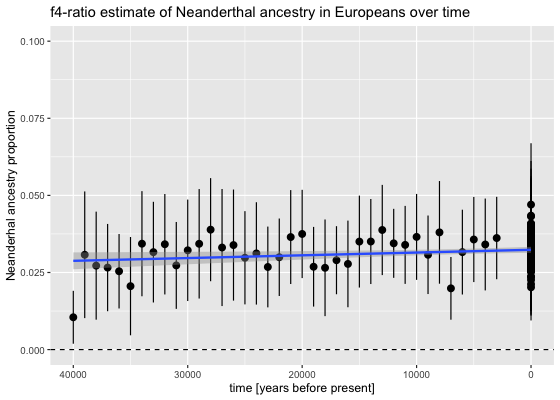 f4-ratio estimate of Neanderthal ancestry in Europeans over time
Neanderthal ancestry proportion
0.100
0.075
0.050
0.025
0.000
40000 30000 20000 10000 0
time [years before present]